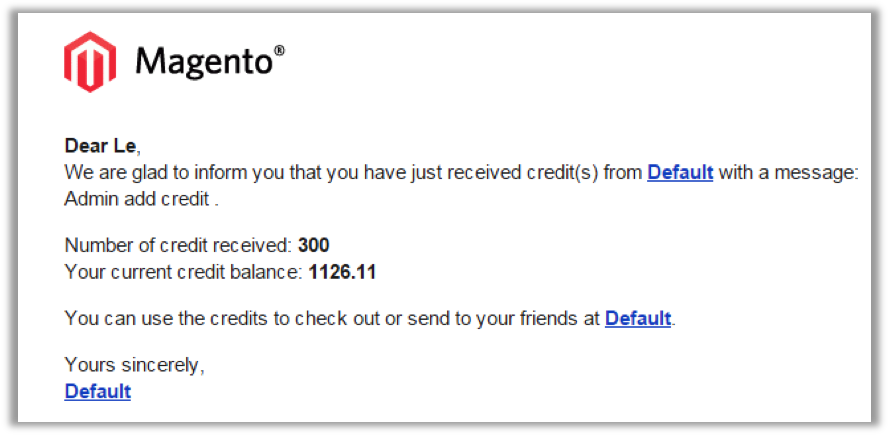 Magento®
Dear Le,
We are glad to inform you that you have just received credit(s) from Default with a message:
Admin add credit .
Number of credit received: 300
Your current credit balance: 1126.11
You can use the credits to check out or send to your friends at Default.
Yours sincerely,
Default